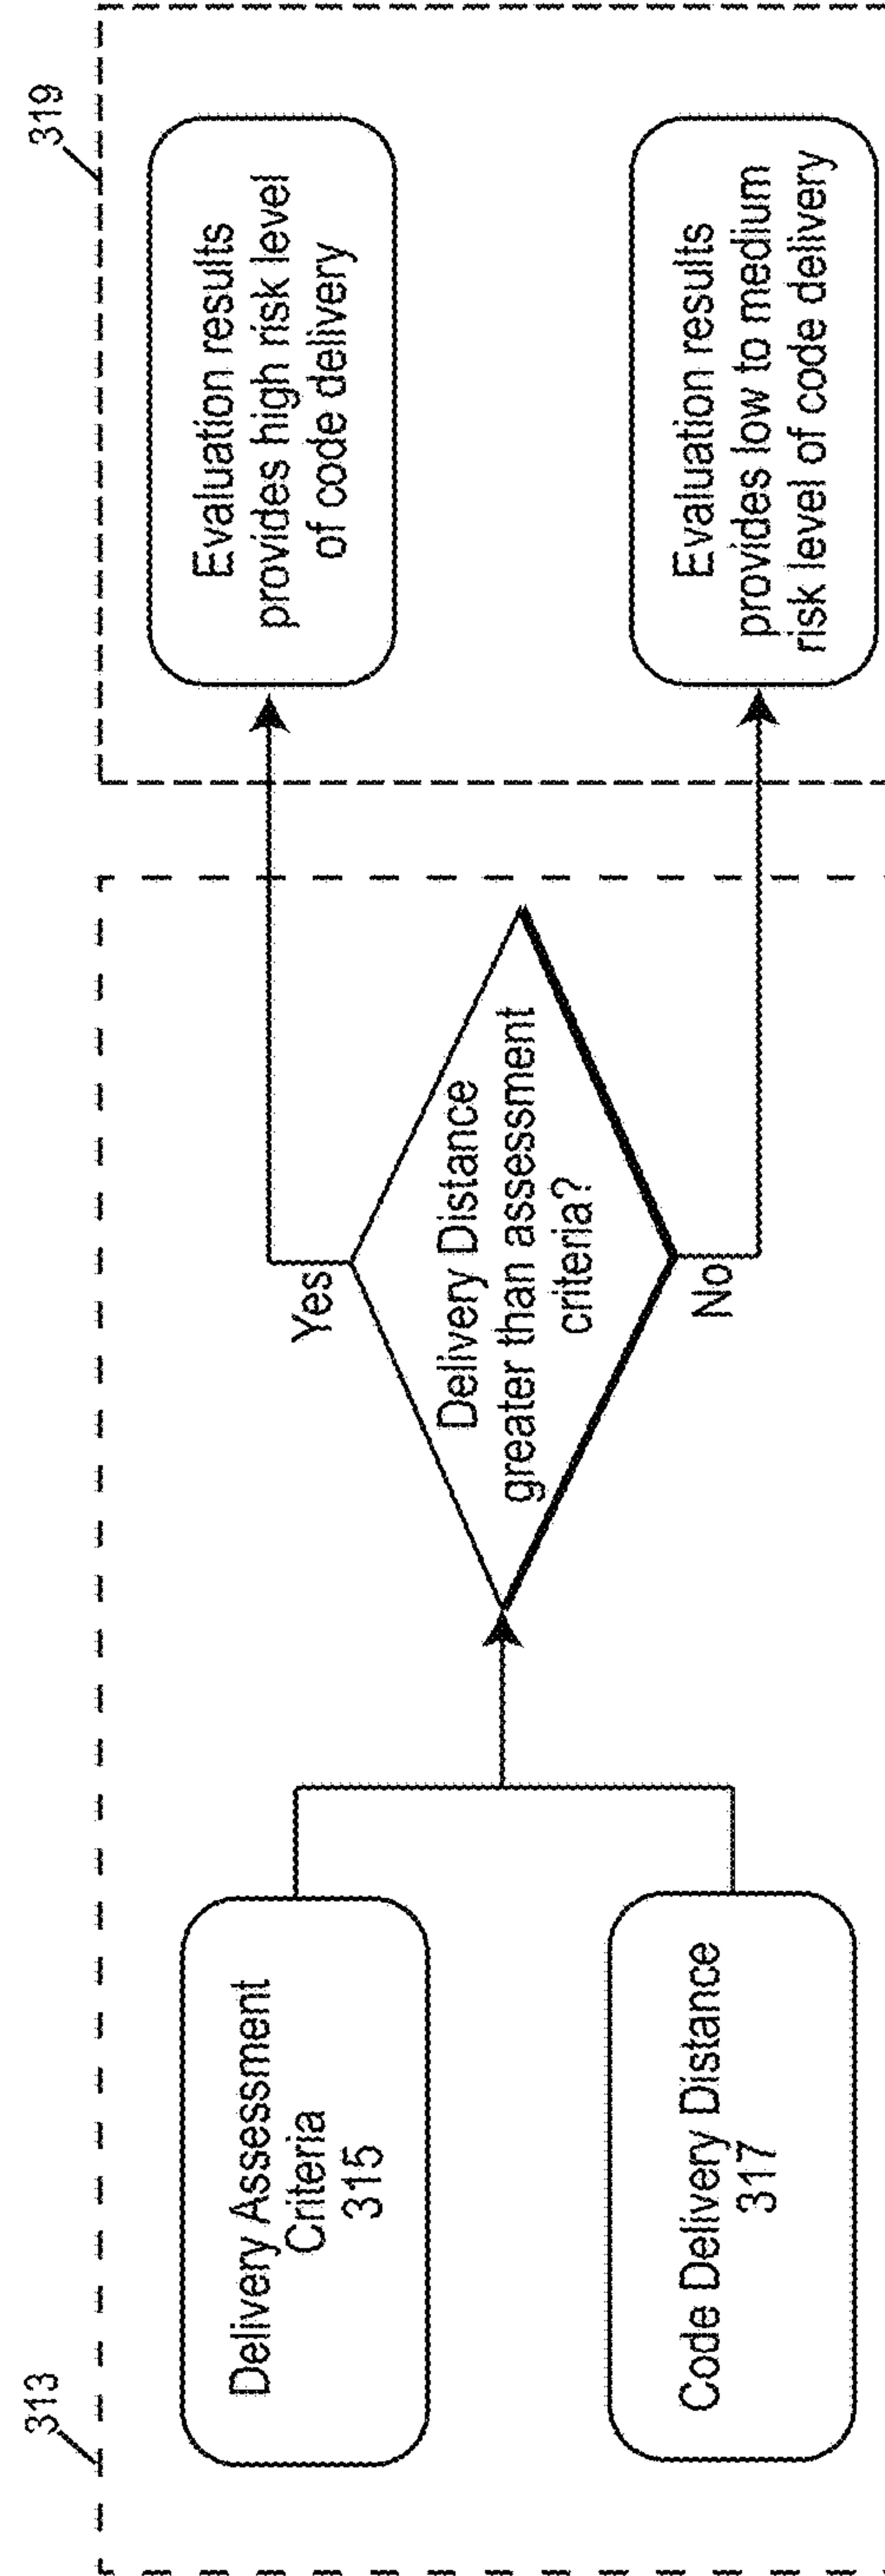 313
Delivery Assessment
Criteria
315
Code Delivery Distance
317
Delivery Distance
greater than assessment
criteria?
Yes
No
319
Evaluation results
provides high risk level
of code delivery
Evaluation results
provides low to medium
risk level of code delivery